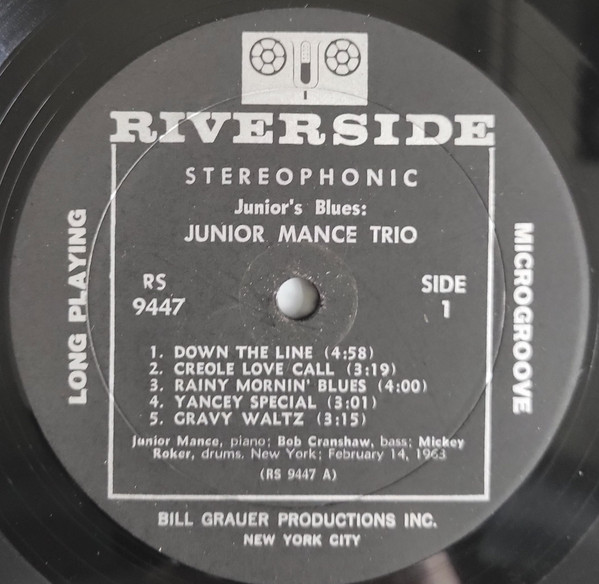 RIVERSIDE
STEREOPHONIC
Junior's Blues:
JUNIOR MANCE TRIO
LONG PLAYING
RS
9447
SIDE
1
MICROGROOVE
1. DOWN THE LINE (4:58)
2. CREOLE LOVE CALL (3:19)
3. RAINY MORNIN' BLUES (4:00)
4. YANCEY SPECIAL (3:01)
5. GRAVY WALTZ (3:15)
Junior Mance, piano; Bob Cranshaw, bass; Mickey
Roker, drums. New York; February 14, 1963
(RS 9447 A)
BILL GRAUER PRODUCTIONS INC.
NEW YORK CITY